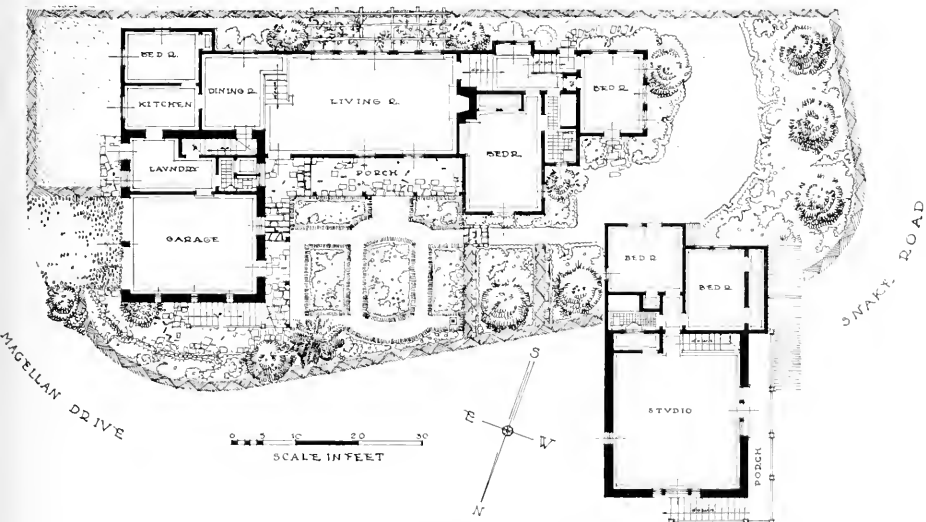 BED R.
KITCHEN
DINING R.
LIVING R.
BED R.
BED R.
LAUNDRY
PORCH
GARAGE
MAGELLAN DRIVE
SNAKY ROAD
BED R.
BED R.
down
STUDIO
PORCH
S
E
W
N
0 5 10 20 30
SCALE IN FEET